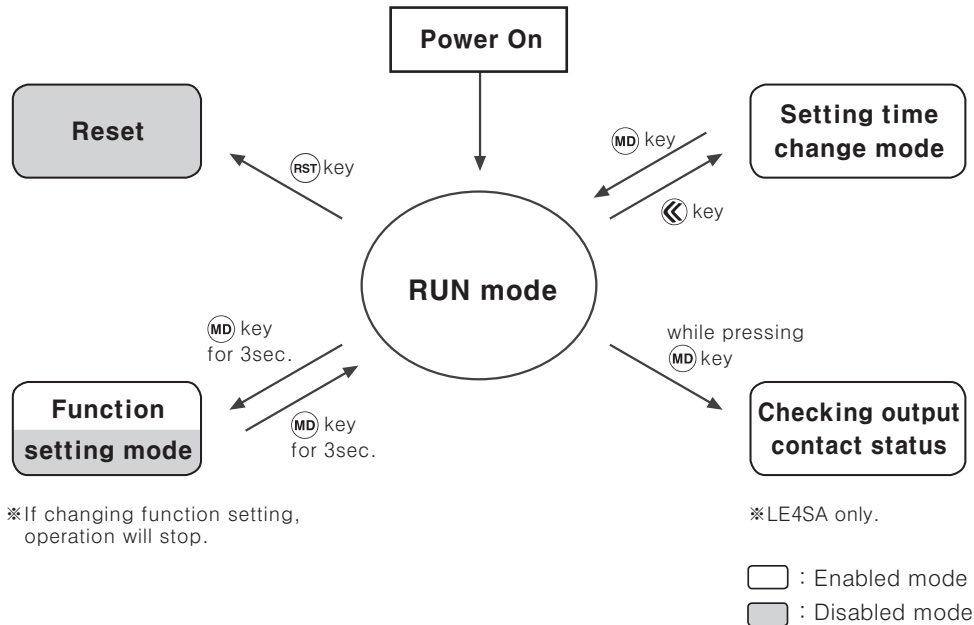 Power On
Reset
Setting time
change mode
MD key
RST key
key
RUN mode
MD key
for 3sec.
while pressing
MD key
Function
setting mode
MD key
for 3sec.
Checking output
contact status
※If changing function setting,
operation will stop.
※LE4SA only.
: Enabled mode
: Disabled mode